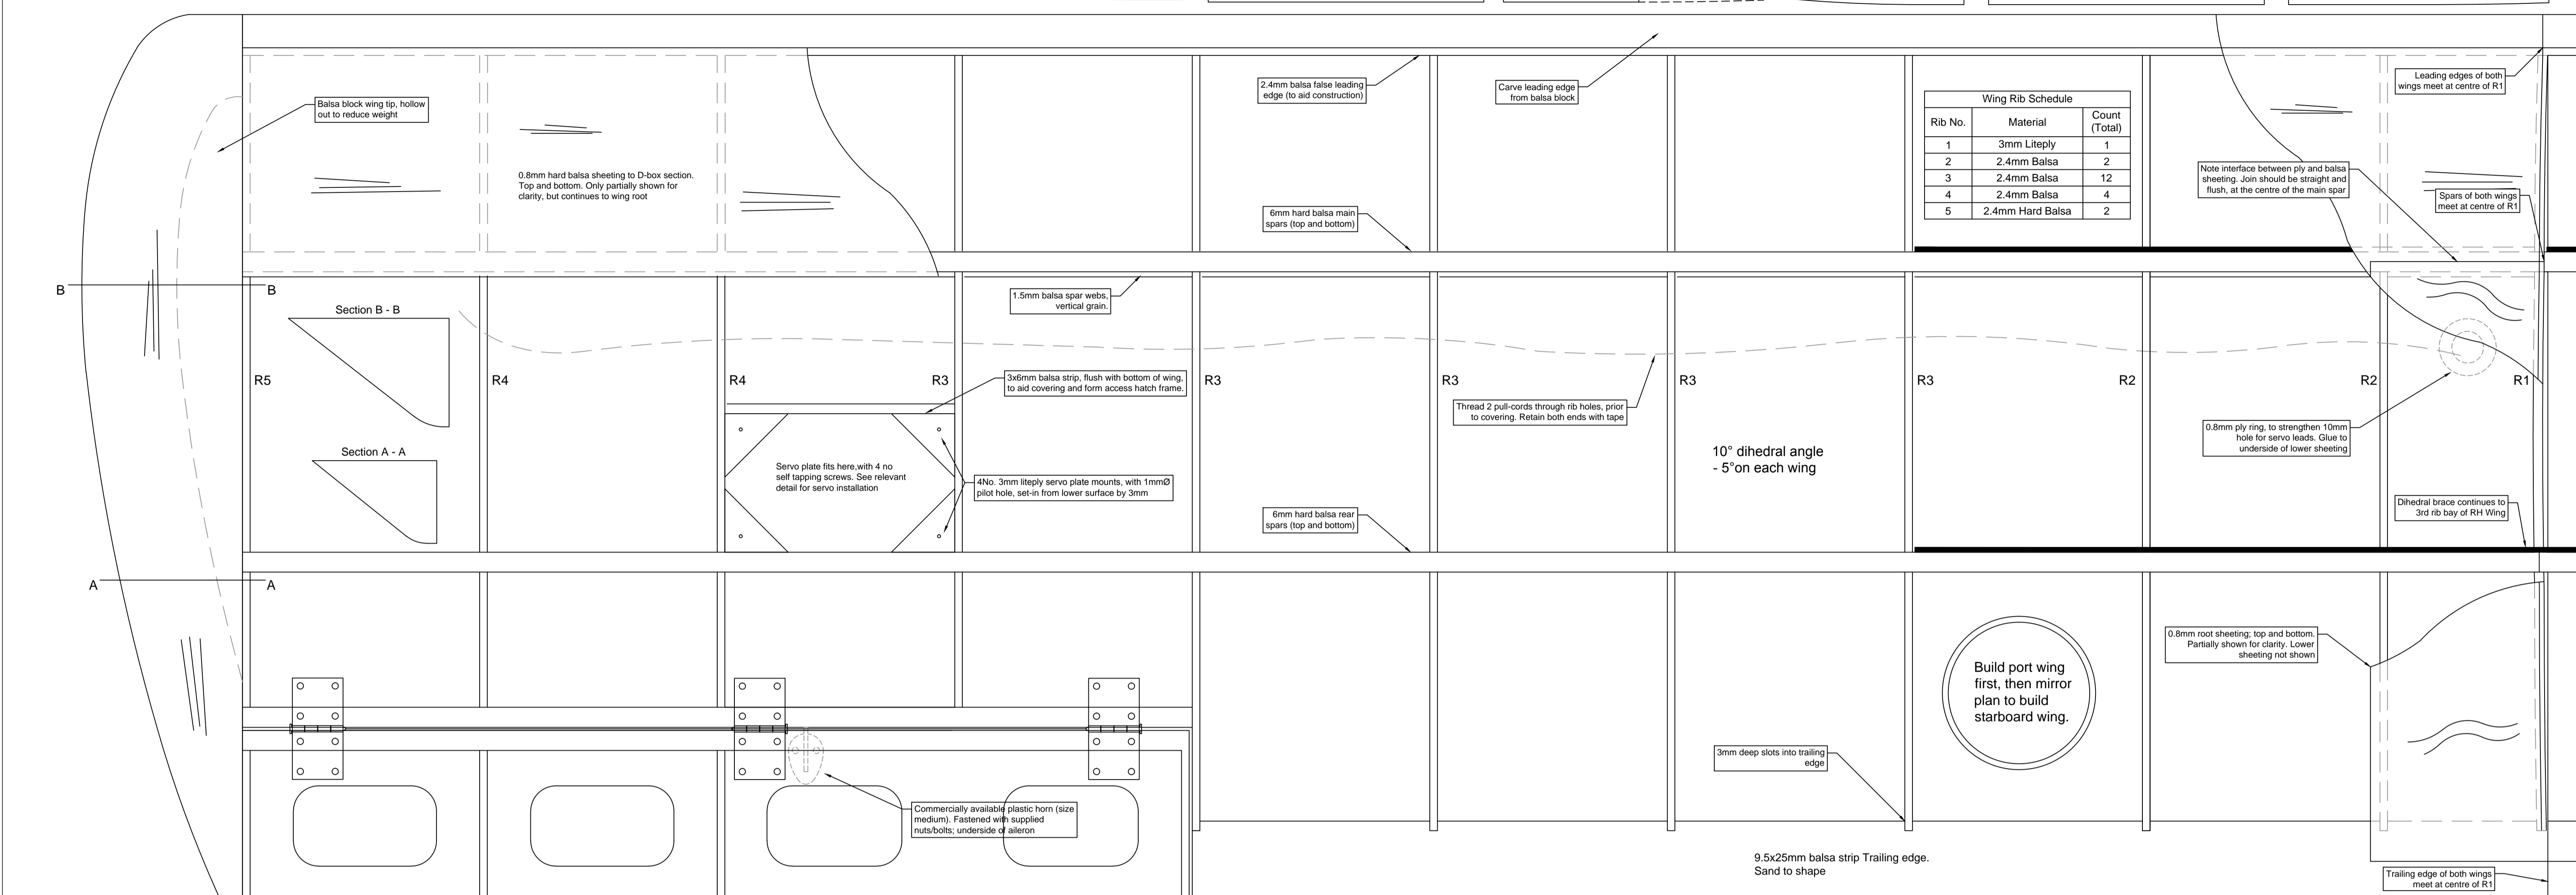 Balsa block wing tip, hollow
out to reduce weight
0.8mm hard balsa sheeting to D-box section.
Top and bottom. Only partially shown for
clarity, but continues to wing root
2.4mm balsa false leading
edge (to aid construction)
Carve leading edge
from balsa block
Wing Rib Schedule
Rib No. Material Count (Total)
1 3mm Liteply 1
2 2.4mm Balsa 2
3 2.4mm Balsa 12
4 2.4mm Balsa 4
5 2.4mm Hard Balsa 2
Leading edges of both
wings meet at centre of R1
Note interface between ply and balsa
sheeting. Join should be straight and
flush, at the centre of the main spar
Spars of both wings
meet at centre of R1
6mm hard balsa main
spars (top and bottom)
B B
1.5mm balsa spar webs,
vertical grain.
Section B - B
R5 R4 R4 R3 R3 R3 R3 R3 R2 R2 R1
3x6mm balsa strip, flush with bottom of wing,
to aid covering and form access hatch frame.
Thread 2 pull-cords through rib holes, prior
to covering. Retain both ends with tape
0.8mm ply ring, to strengthen 10mm
hole for servo leads. Glue to
underside of lower sheeting
Section A - A
10° dihedral angle
- 5°on each wing
Servo plate fits here,with 4 no
self tapping screws. See relevant
detail for servo installation
4No. 3mm liteply servo plate mounts, with 1mmØ
pilot hole, set-in from lower surface by 3mm
6mm hard balsa rear
spars (top and bottom)
Dihedral brace continues to
3rd rib bay of RH Wing
A A
0.8mm root sheeting; top and bottom.
Partially shown for clarity. Lower
sheeting not shown
Build port wing
first, then mirror
plan to build
starboard wing.
3mm deep slots into trailing
edge
Commercially available plastic horn (size
medium). Fastened with supplied
nuts/bolts; underside of aileron
9.5x25mm balsa strip Trailing edge.
Sand to shape
Trailing edge of both wings
meet at centre of R1